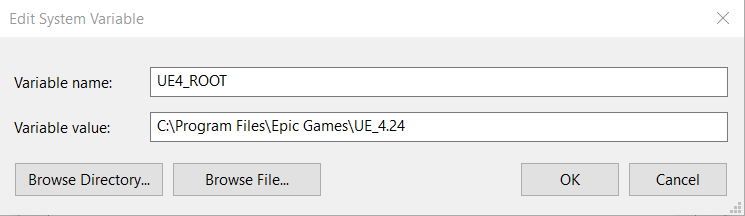 Edit System Variable
Variable name: UE4_ROOT
Variable value: C:\Program Files\Epic Games\UE_4.24
Browse Directory... Browse File... OK Cancel